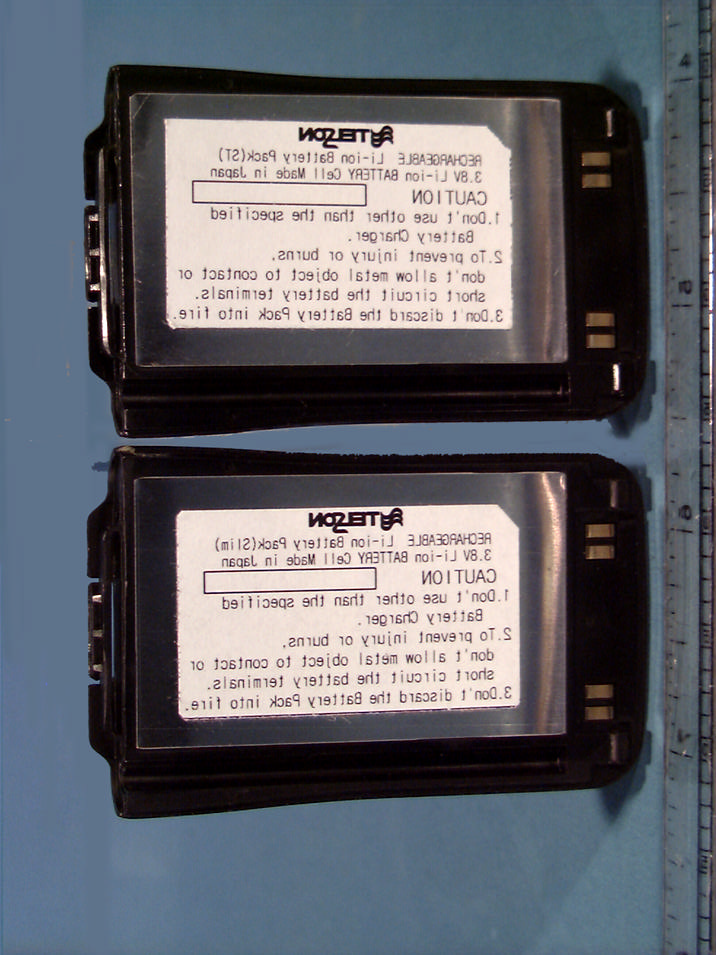 TELSON
RECHARGEABLE Li-ion Battery Pack(ST)
3.8V Li-ion BATTERY Cell Made in Japan
CAUTION
1.Don't use other than the specified
Battery Charger.
2.To prevent injury or burns,
don't allow metal object to contact or
short circuit the battery terminals.
3.Don't discard the Battery Pack into fire.
TELSON
RECHARGEABLE Li-ion Battery Pack(Slim)
3.8V Li-ion BATTERY Cell Made in Japan
CAUTION
1.Don't use other than the specified
Battery Charger.
2.To prevent injury or burns,
don't allow metal object to contact or
short circuit the battery terminals.
3.Don't discard the Battery Pack into fire.